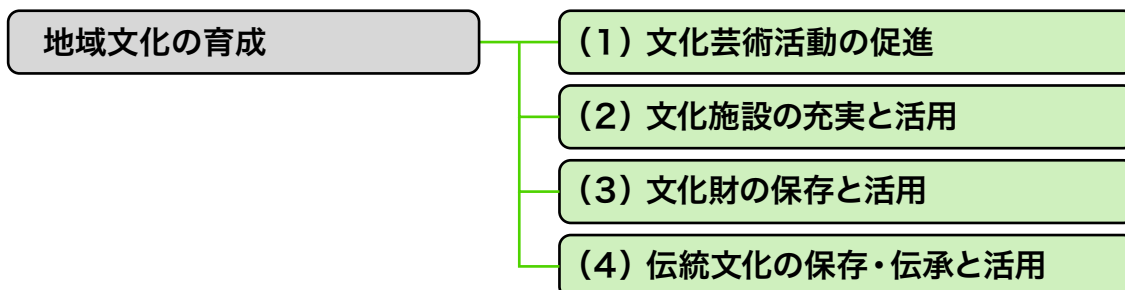 地域文化の育成
（1）文化芸術活動の促進
（2）文化施設の充実と活用
（3）文化財の保存と活用
（4）伝統文化の保存・伝承と活用